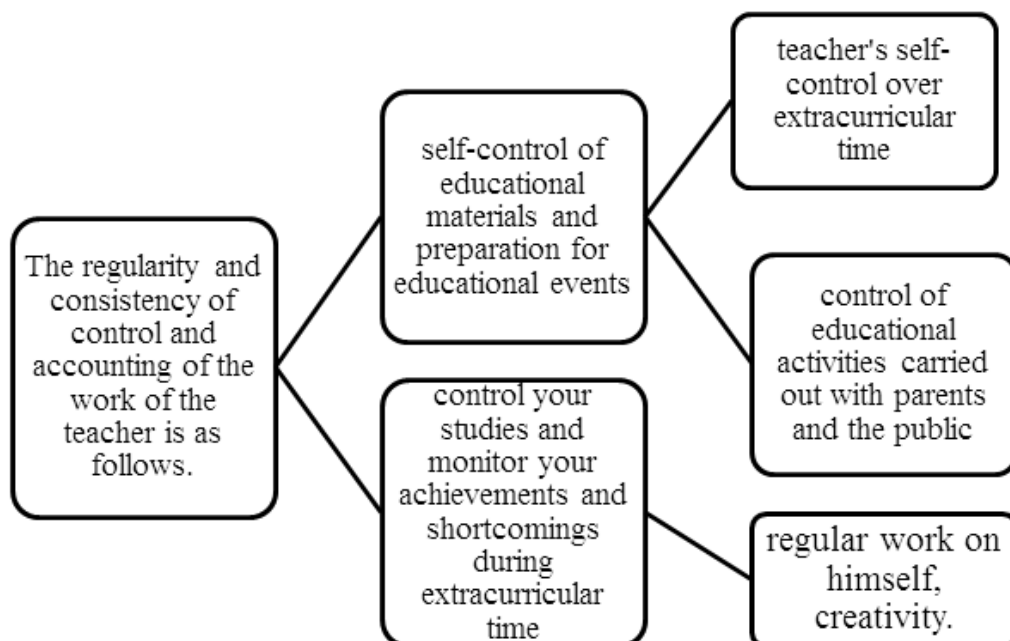 The regularity and
consistency of
control and
accounting of the
work of the
teacher is as
follows.
self-control of
educational
materials and
preparation for
educational events
control your
studies and
monitor your
achievements and
shortcomings
during
extracurricular
time
teacher's self-
control over
extracurricular
time
control of
educational
activities carried
out with parents
and the public
regular work on
himself,
creativity.